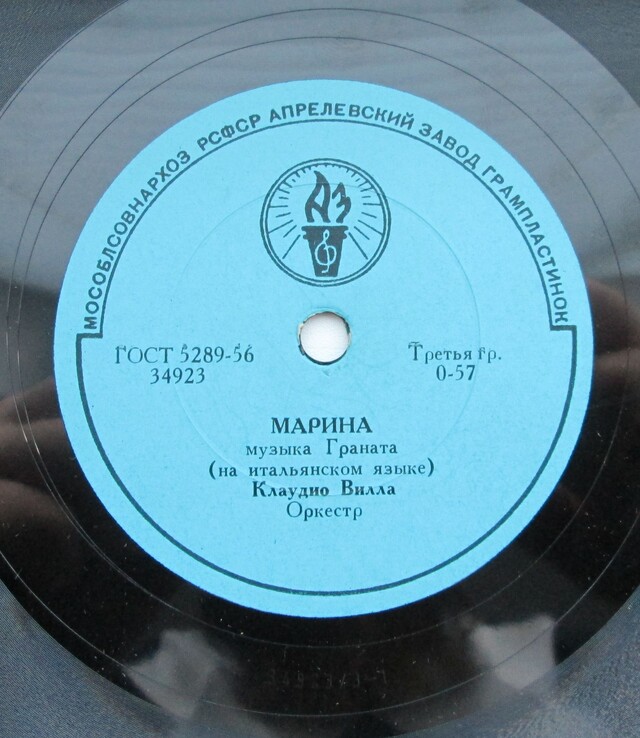 МОСОБЛСОВНАРХОЗ РСФСР АПРЕЛЕВСКИЙ ЗАВОД ГРАМПЛАСТИНОК
АЗ
ГОСТ 5289-56
34923
Третья гр.
0-57
МАРИНА
музыка Граната
(на итальянском языке)
Клаудио Вилла
Оркестр